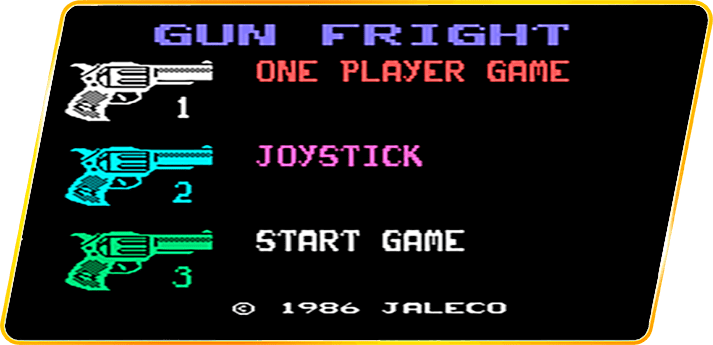 GUN FRIGHT
ONE PLAYER GAME
1
JOYSTICK
2
START GAME
3
© 1986 JALECO